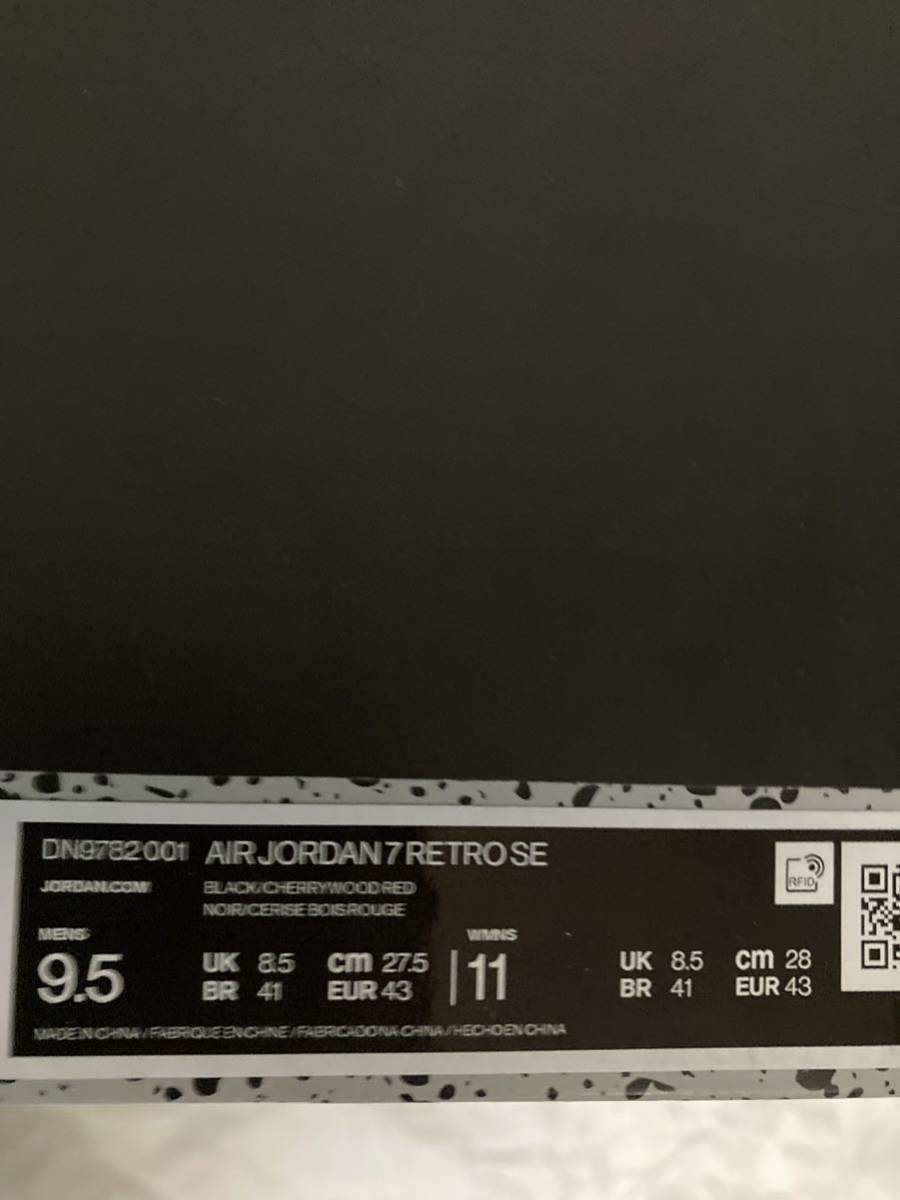 DN9782 001 AIR JORDAN 7 RETRO SE
JORDAN.COM BLACK/CHERRYWOOD RED
NOIR/CERISE BOIS ROUGE
MENS WMNS
9.5 UK 8.5 cm 27.5 11 UK 8.5 cm 28
BR 41 EUR 43 BR 41 EUR 43
MADE IN CHINA / FABRIQUE EN CHINE / FABRICADO NA CHINA / HECHO EN CHINA
RFID